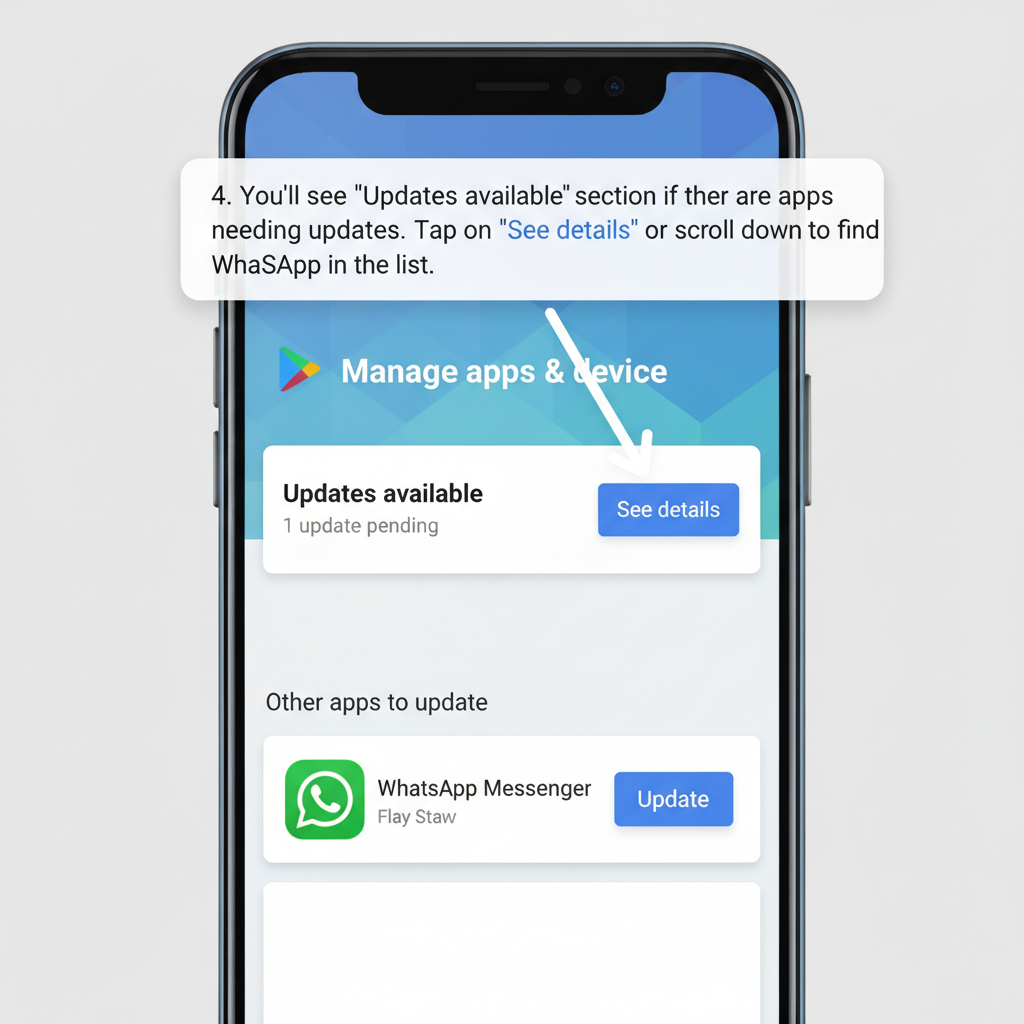 4. You'll see "Updates available" section if ther are apps
needing updates. Tap on "See details" or scroll down to find
WhaSApp in the list.
Manage apps & device
Updates available
1 update pending
See details
Other apps to update
WhatsApp Messenger
Flay Staw
Update